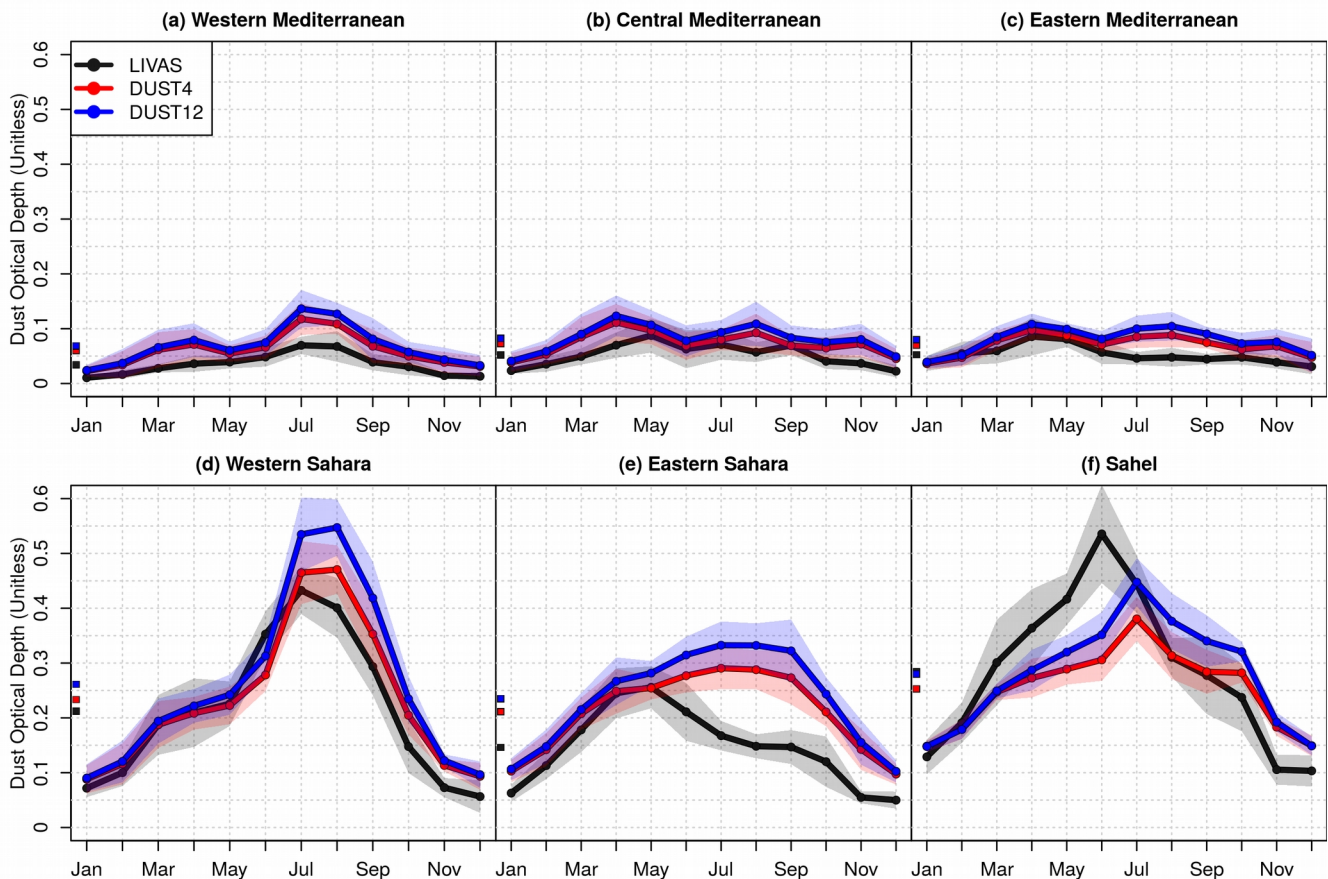 (a) Western Mediterranean
(b) Central Mediterranean
(c) Eastern Mediterranean
Dust Optical Depth (Unitless)
0.6
0.5
0.4
0.3
0.2
0.1
0
LIVAS
DUST4
DUST12
Jan Mar May Jul Sep Nov
Jan Mar May Jul Sep Nov
Jan Mar May Jul Sep Nov
(d) Western Sahara
(e) Eastern Sahara
(f) Sahel
Dust Optical Depth (Unitless)
0.6
0.5
0.4
0.3
0.2
0.1
0
Jan Mar May Jul Sep Nov
Jan Mar May Jul Sep Nov
Jan Mar May Jul Sep Nov